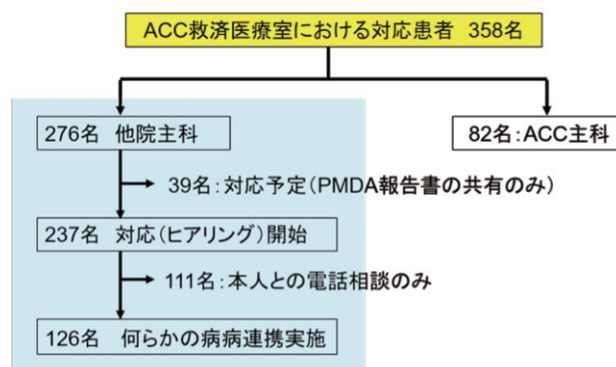 ACC救済医療室における対応患者 358名
276名 他院主科
82名:ACC主科
39名:対応予定(PMDA報告書の共有のみ)
237名 対応(ヒアリング)開始
111名:本人との電話相談のみ
126名 何らかの病病連携実施